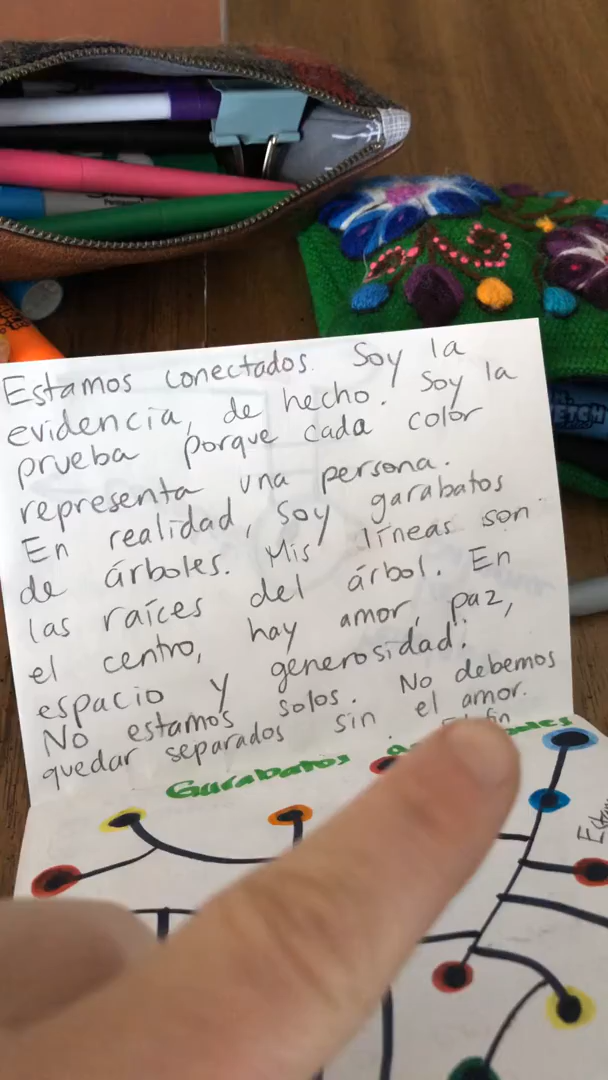 Estamos conectados. Soy la
evidencia, de hecho. Soy la
prueba porque cada color
representa una persona.
En realidad, soy garabatos
de árboles. Mis líneas son
las raíces del árbol. En
el centro, hay amor, paz,
espacio y generosidad.
No estamos solos. No debemos
quedar separados sin el amor.
El fin
Garabatos